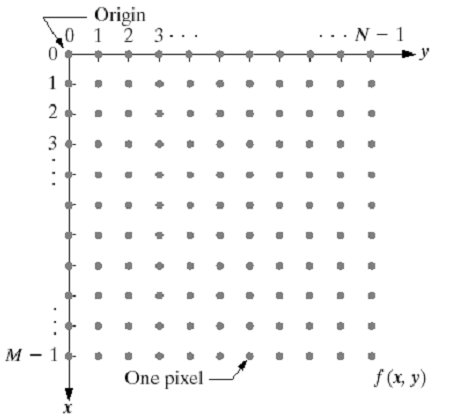 Origin
0 1 2 3 · · · · · · N − 1
y
0
1
2
3
⋮
⋮
M − 1
One pixel
f(x, y)
x